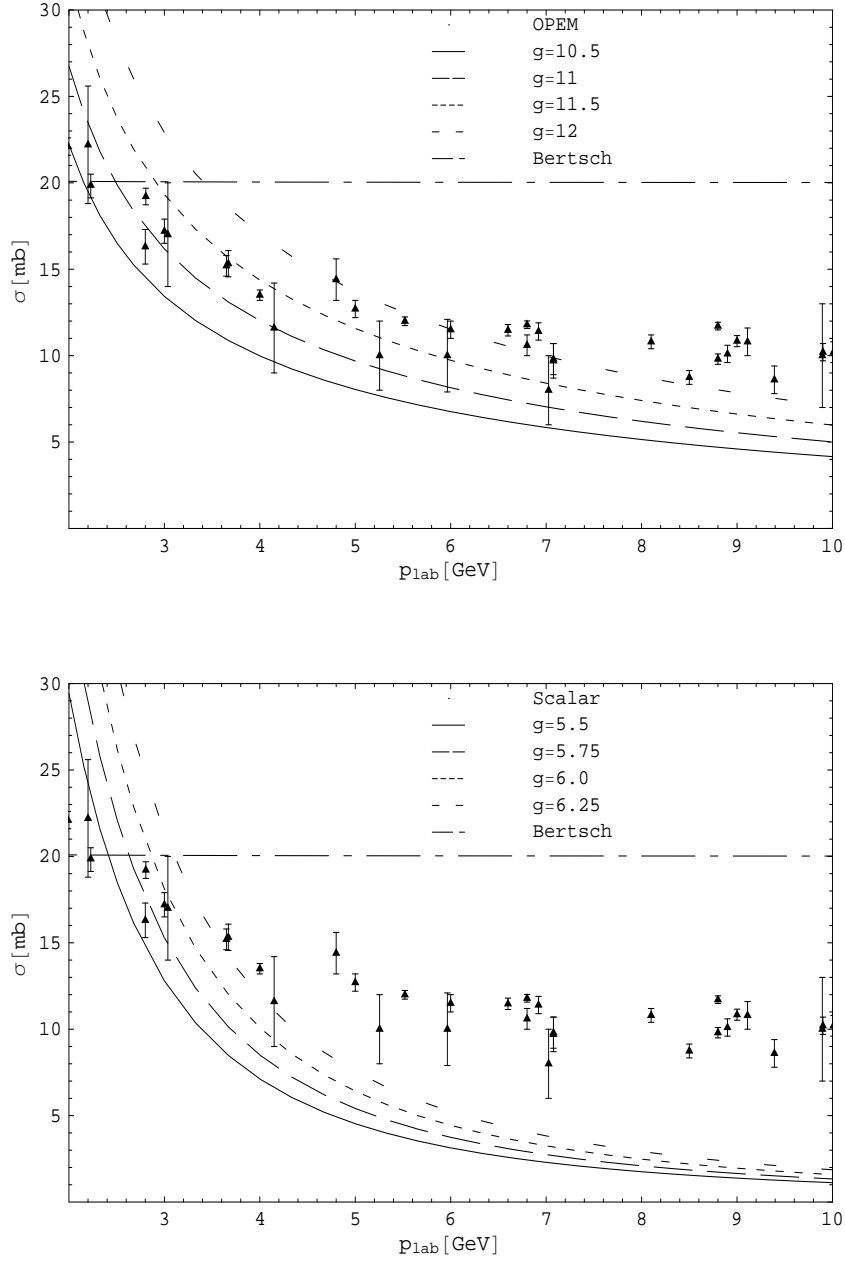 30
25
20
15
10
5
σ[mb]
OPEM
g=10.5
g=11
g=11.5
g=12
Bertsch
3 4 5 6 7 8 9 10
plab[GeV]
30
25
20
15
10
5
σ[mb]
Scalar
g=5.5
g=5.75
g=6.0
g=6.25
Bertsch
3 4 5 6 7 8 9 10
plab[GeV]